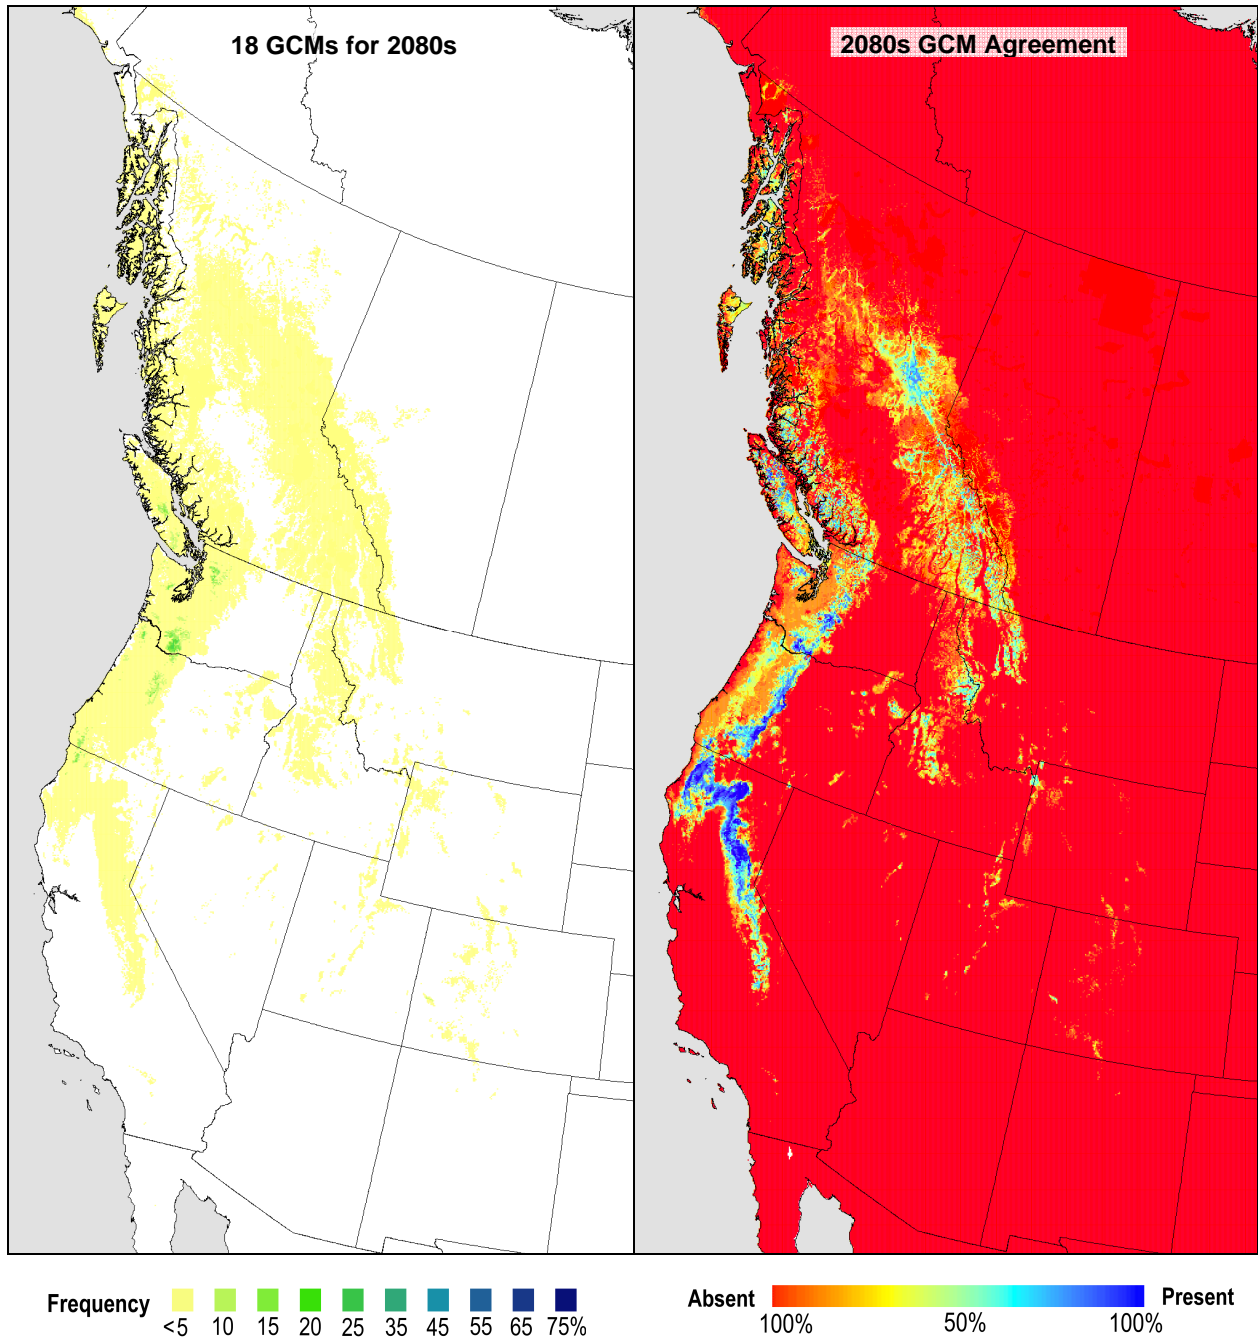 18 GCMs for 2080s
2080s GCM Agreement
Frequency
<5 10 15 20 25 35 45 55 65 75%
Absent Present
100% 50% 100%